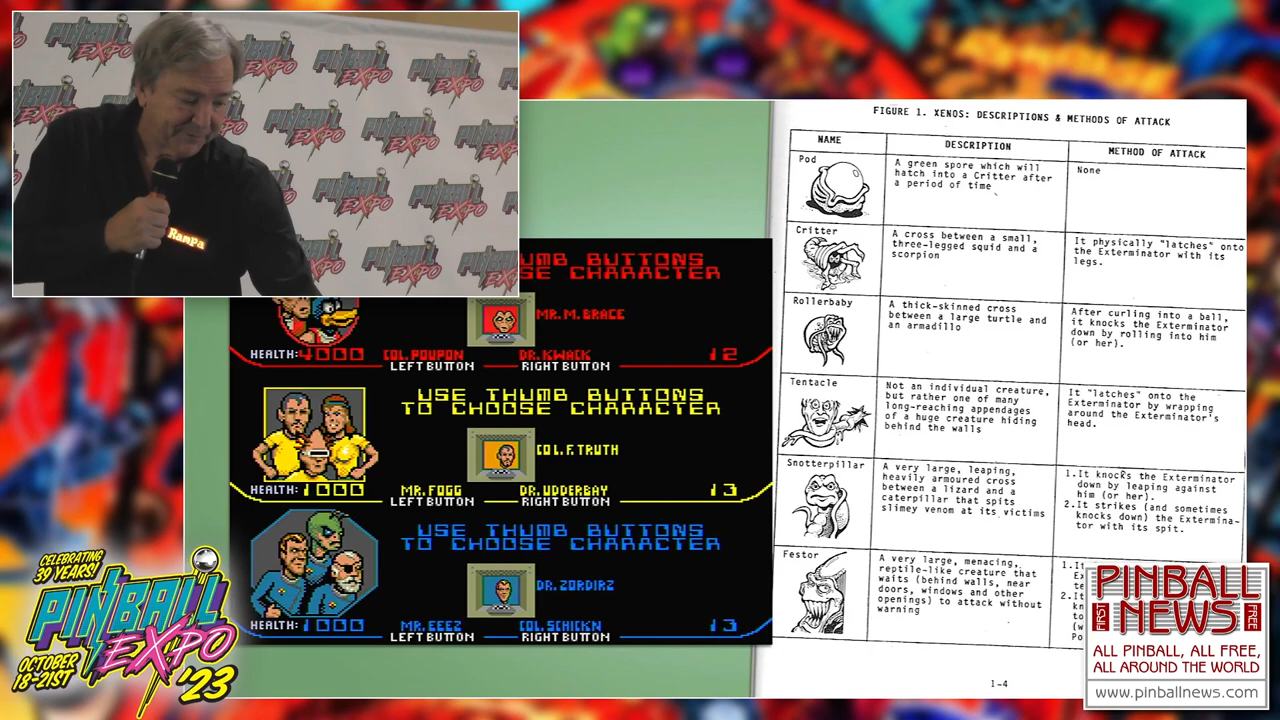 PINBALL EXPO
Rampa
UMB BUTTONS
SE CHARACTER
MR. M. BRACE
HEALTH: 4000 COL. POUPON DR. KWACK 12
LEFT BUTTON RIGHT BUTTON
USE THUMB BUTTONS
TO CHOOSE CHARACTER
COL. F. TRUTH
HEALTH: 1000 MR. FOGG DR. UDDERBAY 13
LEFT BUTTON RIGHT BUTTON
USE THUMB BUTTONS
TO CHOOSE CHARACTER
DR. ZORDIRZ
HEALTH: 1000 MR. EEEZ COL. SCHICKN 13
LEFT BUTTON RIGHT BUTTON
FIGURE 1. XENOS: DESCRIPTIONS & METHODS OF ATTACK
NAME DESCRIPTION METHOD OF ATTACK
Pod
A green spore which will
hatch into a Critter after
a period of time
None
Critter
A cross between a small,
three-legged squid and a
scorpion
It physically "latches" onto
the Exterminator with its
legs.
Rollerbaby
A thick-skinned cross
between a large turtle and
an armadillo
After curling into a ball,
it knocks the Exterminator
down by rolling into him
(or her).
Tentacle
Not an individual creature,
but rather one of many
long-reaching appendages
of a huge creature hiding
behind the walls
It "latches" onto the
Exterminator by wrapping
around the Exterminator's
head.
Snotterpillar
A very large, leaping,
heavily armoured cross
between a lizard and a
caterpillar that spits
slimey venom at its victims
1. It knocks the Exterminator
down by leaping against
him (or her).
2. It strikes (and sometimes
knocks down) the Extermina-
tor with its spit.
Festor
A very large, menacing,
reptile-like creature that
waits (behind walls, near
doors, windows and other
openings) to attack without
warning
1-4
CELEBRATING
39 YEARS!
PINBALL
EXPO
OCTOBER
18-21ST
'23
PINBALL
FIRST NEWS FREE
ALL PINBALL, ALL FREE,
ALL AROUND THE WORLD
www.pinballnews.com